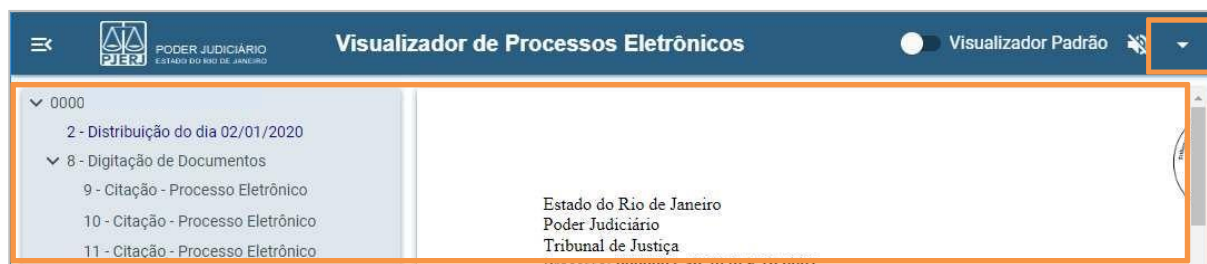 PJERJ
PODER JUDICIÁRIO
ESTADO DO RIO DE JANEIRO
Visualizador de Processos Eletrônicos
Visualizador Padrão
0000
2 - Distribuição do dia 02/01/2020
8 - Digitação de Documentos
9 - Citação - Processo Eletrônico
10 - Citação - Processo Eletrônico
11 - Citação - Processo Eletrônico
Estado do Rio de Janeiro
Poder Judiciário
Tribunal de Justiça